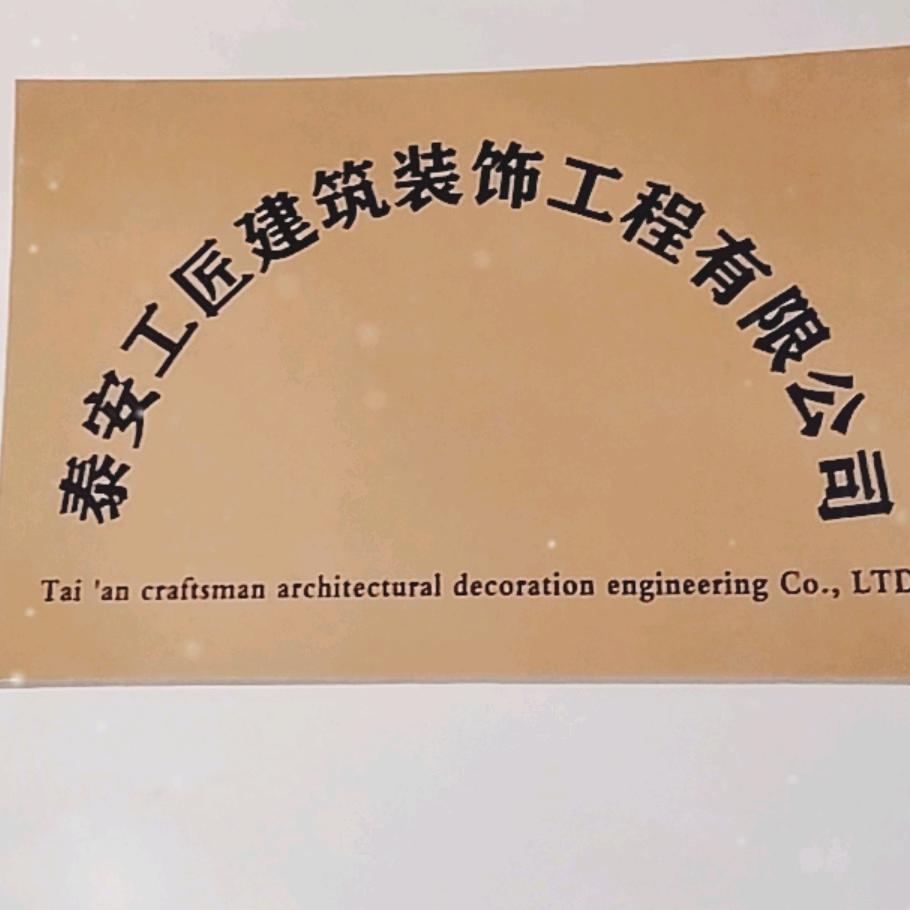 泰安工匠建筑装饰工程有限公司
Tai 'an craftsman architectural decoration engineering Co., LTD